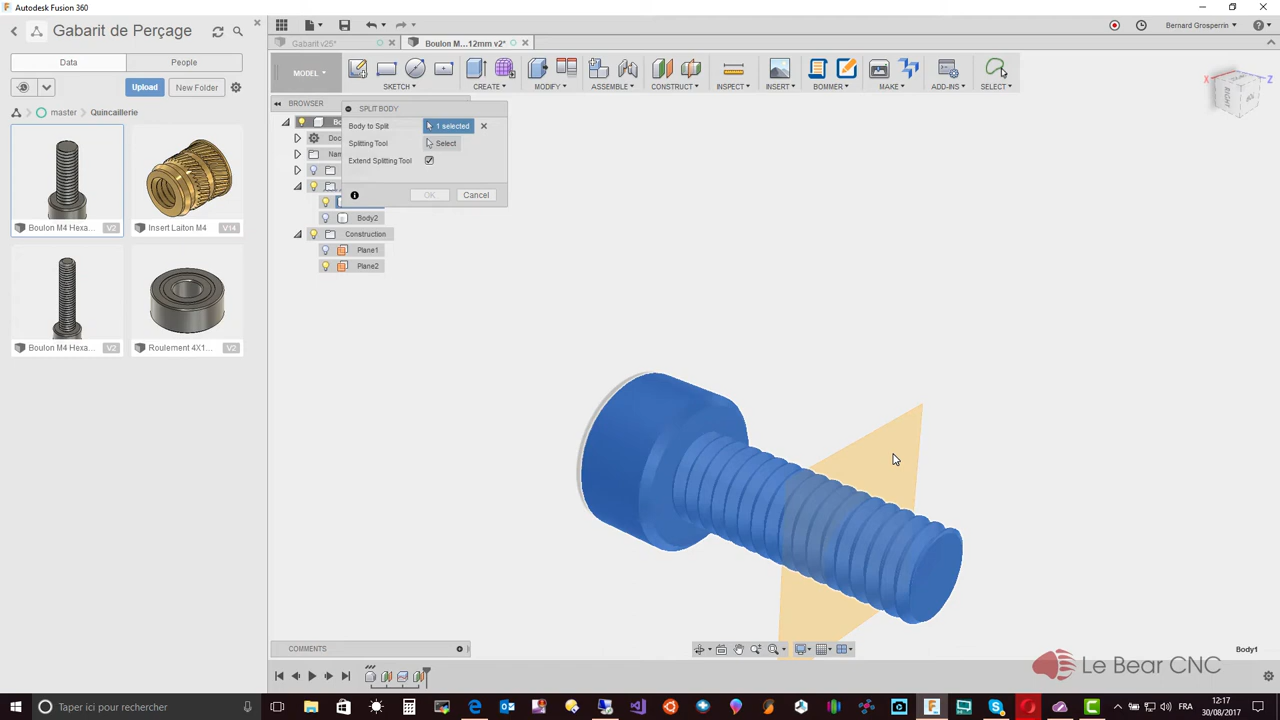 Autodesk Fusion 360
Gabarit de Perçage
Data
People
Upload
New Folder
master
Quincaillerie
Boulon M4 Hexa...
V2
Insert Laiton M4
V14
Boulon M4 Hexa...
V2
Roulement 4X1...
V2
Bernard Grosperrin
Gabarit v25*
Boulon M...12mm v2*
MODEL
SKETCH
CREATE
MODIFY
ASSEMBLE
CONSTRUCT
INSPECT
INSERT
BOMMER
MAKE
ADD-INS
SELECT
BROWSER
SPLIT BODY
Body to Split
1 selected
Splitting Tool
Select
Extend Splitting Tool
OK
Cancel
Body2
Construction
Plane1
Plane2
X
Z
RIGHT
COMMENTS
Body1
Le Bear CNC
Taper ici pour rechercher
FRA
12:17
30/08/2017